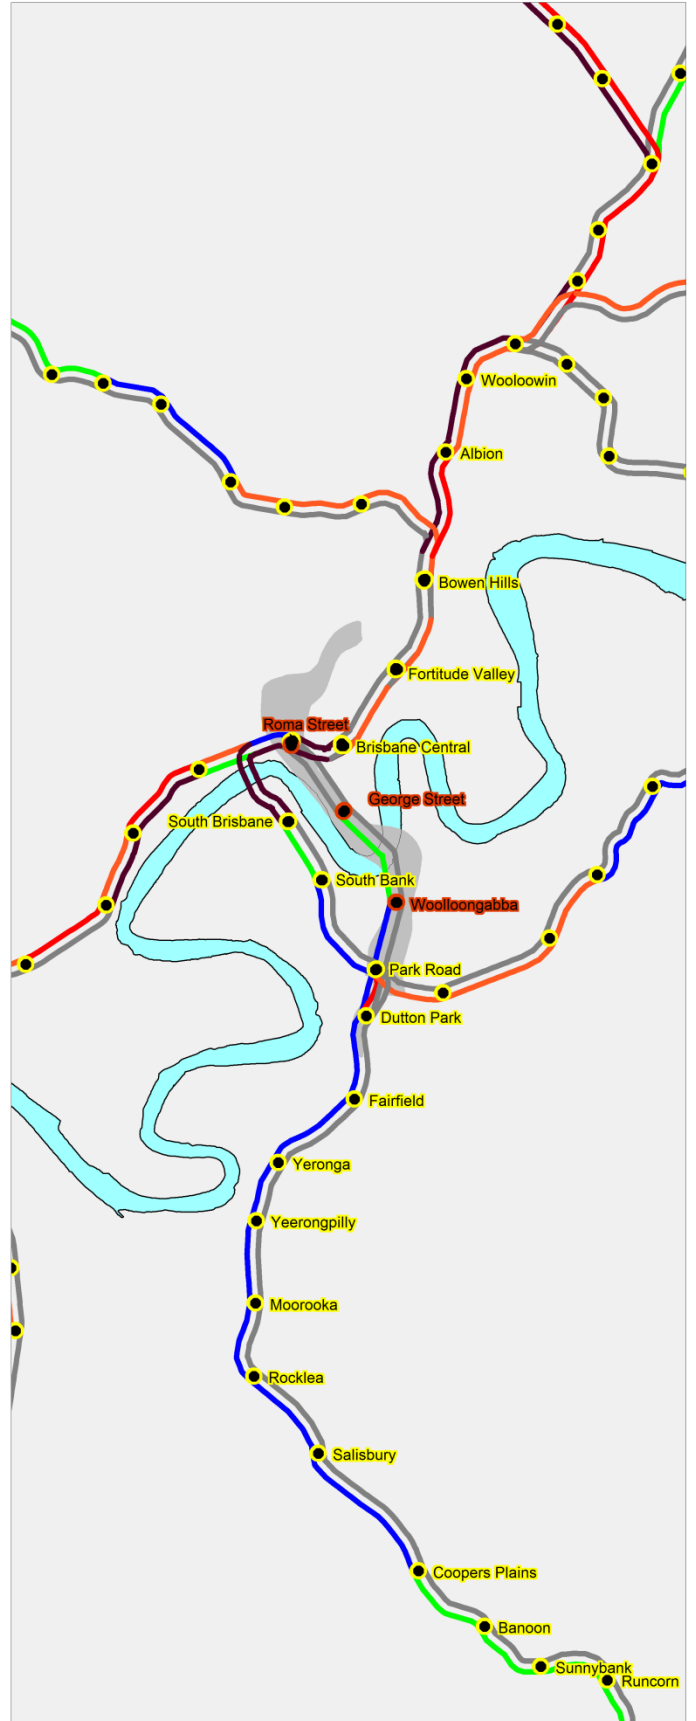 Wooloowin
Albion
Bowen Hills
Fortitude Valley
Roma Street
Brisbane Central
George Street
South Brisbane
South Bank
Woolloongabba
Park Road
Dutton Park
Fairfield
Yeronga
Yeerongpilly
Moorooka
Rocklea
Salisbury
Coopers Plains
Banoon
Sunnybank
Runcorn